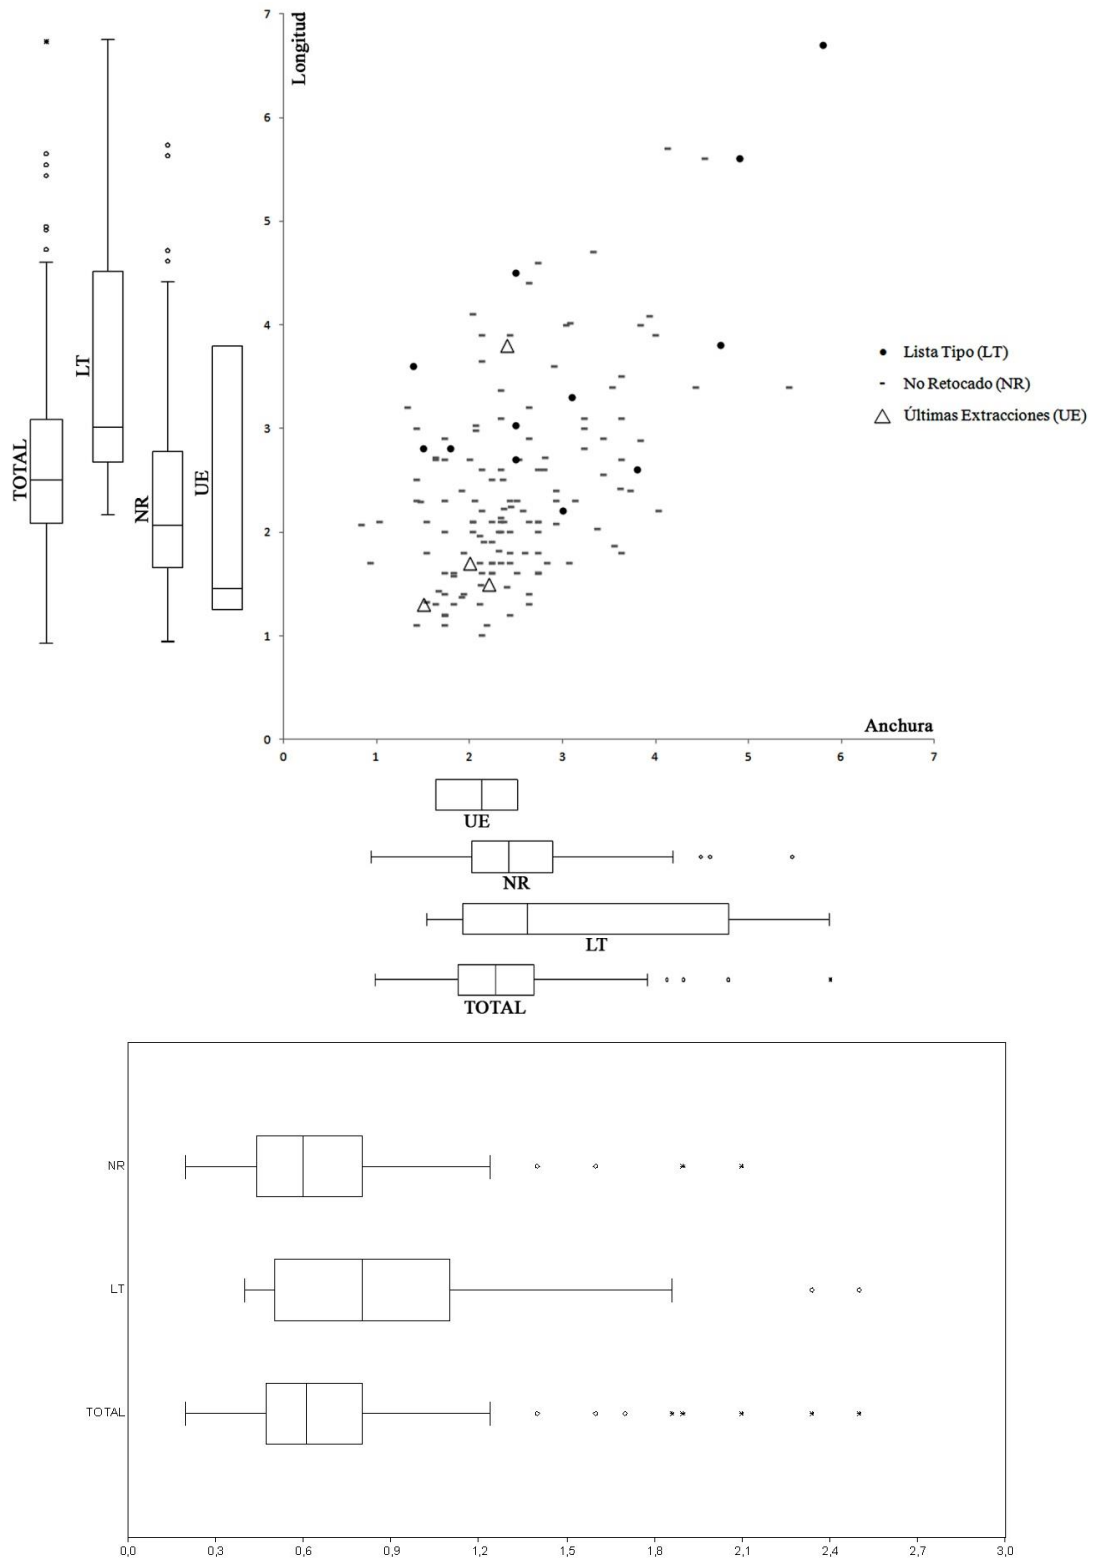 Longitud
7
6
5
4
3
2
1
0
TOTAL
LT
NR
UE
Lista Tipo (LT)
No Retocado (NR)
Últimas Extracciones (UE)
Anchura
0 1 2 3 4 5 6 7
UE
NR
LT
TOTAL
NR
LT
TOTAL
0,0 0,3 0,6 0,9 1,2 1,5 1,8 2,1 2,4 2,7 3,0